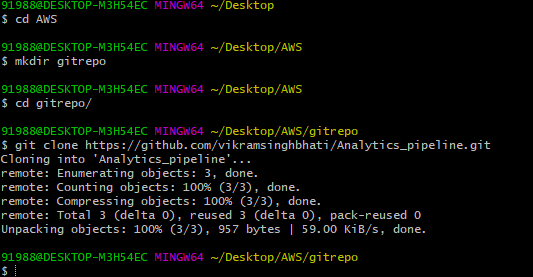 91988@DESKTOP-M3H54EC MINGW64 ~/Desktop
$ cd AWS
91988@DESKTOP-M3H54EC MINGW64 ~/Desktop/AWS
$ mkdir gitrepo
91988@DESKTOP-M3H54EC MINGW64 ~/Desktop/AWS
$ cd gitrepo/
91988@DESKTOP-M3H54EC MINGW64 ~/Desktop/AWS/gitrepo
$ git clone https://github.com/vikramsinghbhati/Analytics_pipeline.git
Cloning into 'Analytics_pipeline'...
remote: Enumerating objects: 3, done.
remote: Counting objects: 100% (3/3), done.
remote: Compressing objects: 100% (3/3), done.
remote: Total 3 (delta 0), reused 3 (delta 0), pack-reused 0
Unpacking objects: 100% (3/3), 957 bytes | 59.00 KiB/s, done.
91988@DESKTOP-M3H54EC MINGW64 ~/Desktop/AWS/gitrepo
$